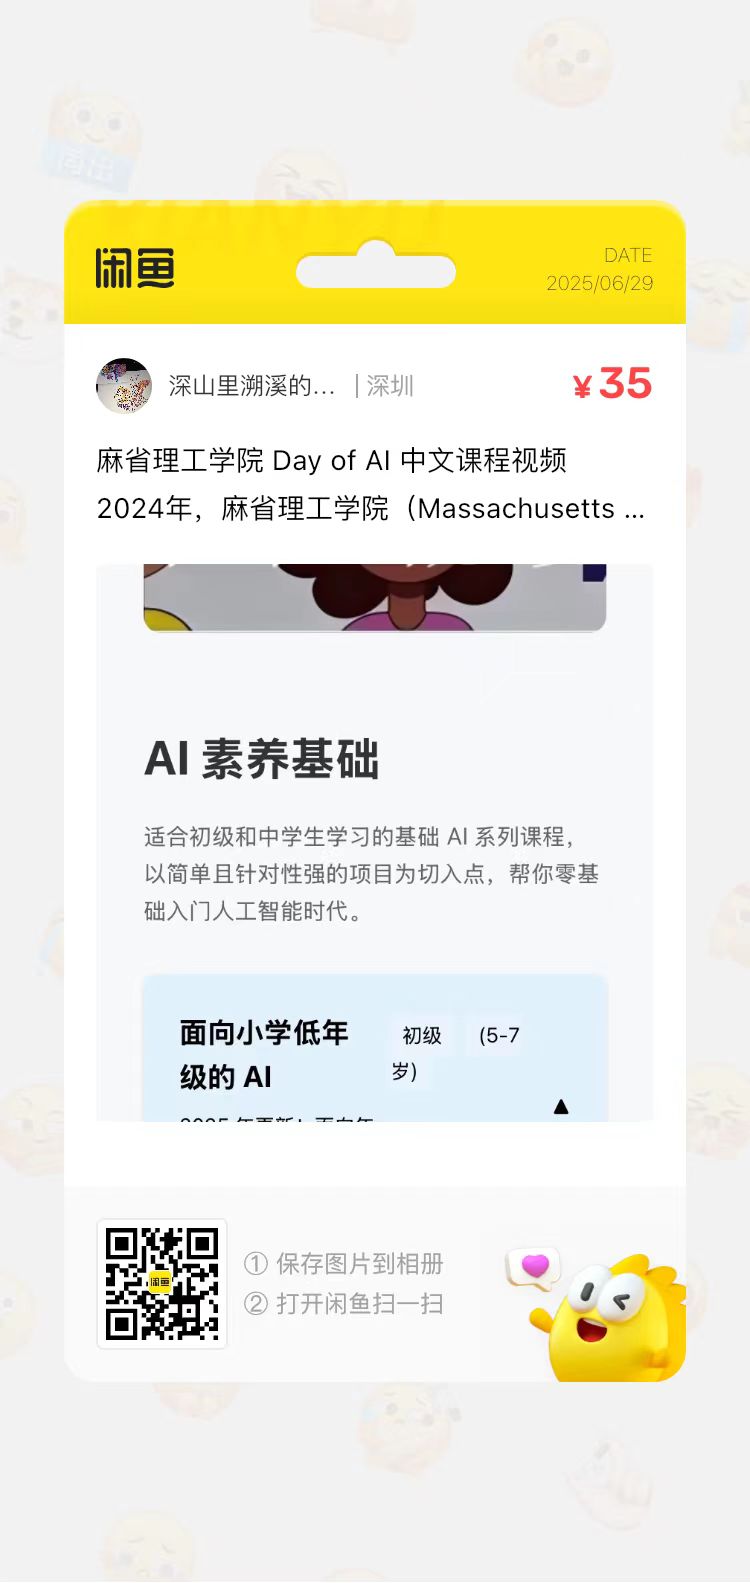 闲鱼
DATE
2025/06/29
深山里溯溪的... | 深圳
¥35
麻省理工学院 Day of AI 中文课程视频
2024年，麻省理工学院（Massachusetts ...
AI 素养基础
适合初级和中学生学习的基础 AI 系列课程，
以简单且针对性强的项目为切入点，帮你零基
础入门人工智能时代。
面向小学低年
级的 AI
初级 (5-7
岁)
闲鱼
① 保存图片到相册
② 打开闲鱼扫一扫